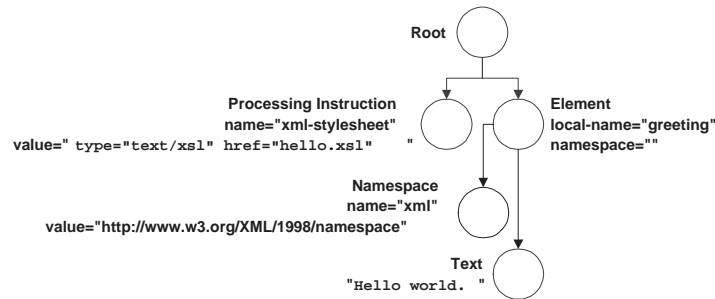 Root
Processing Instruction
name="xml-stylesheet"
value=" type="text/xsl" href="hello.xsl" "
Element
local-name="greeting"
namespace=""
Namespace
name="xml"
value="http://www.w3.org/XML/1998/namespace"
Text
"Hello world. "